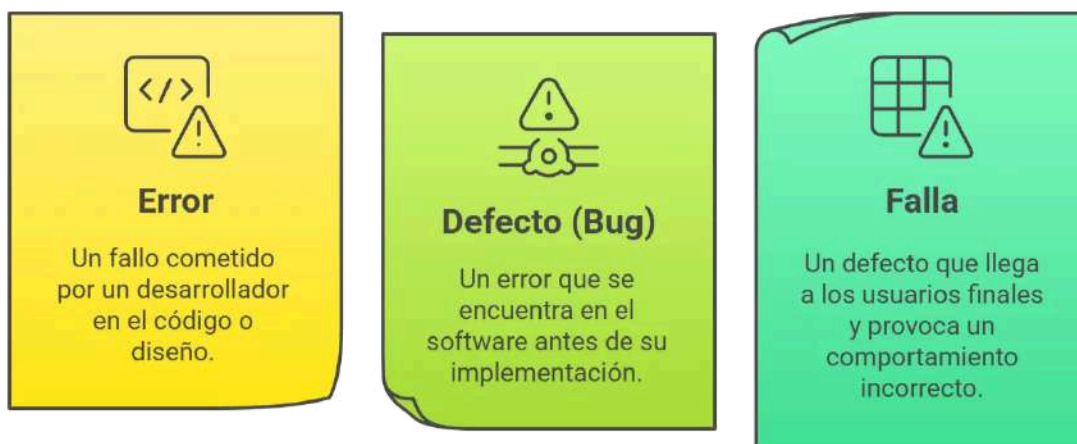 Error
Un fallo cometido
por un desarrollador
en el código o
diseño.
Defecto (Bug)
Un error que se
encuentra en el
software antes de su
implementación.
Falla
Un defecto que llega
a los usuarios finales
y provoca un
comportamiento
incorrecto.